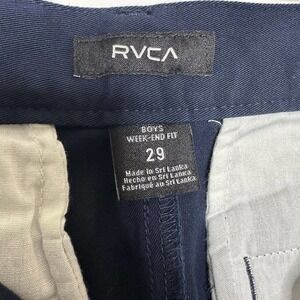 RVCA
BOYS
WEEK-END FIT
29
Made in Sri Lanka
Hecho en Sri Lanka
Fabriqué au Sri Lanka